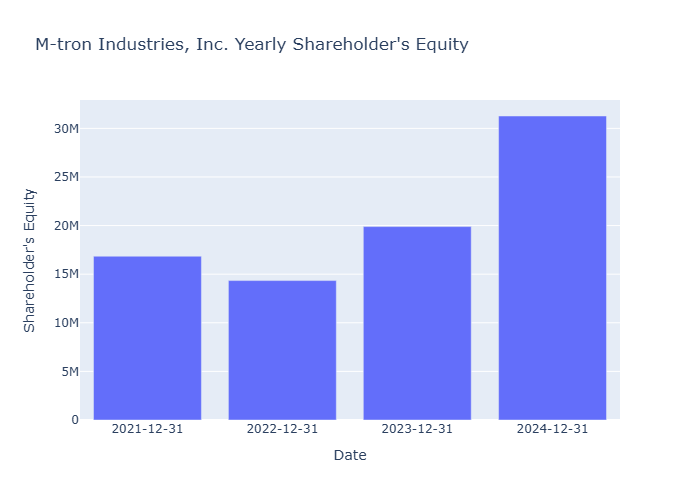 M-tron Industries, Inc. Yearly Shareholder's Equity
30M
25M
20M
15M
10M
5M
0
Shareholder's Equity
2021-12-31
2022-12-31
2023-12-31
2024-12-31
Date